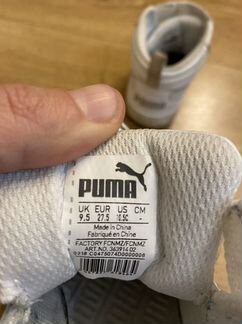 PUMA
UK EUR US CM
9.5 27.5 10.5C -
Made in China
Fabriqué en Chine
FACTORY FCNMZ/FCNMZ
ART.NO. 363914 02